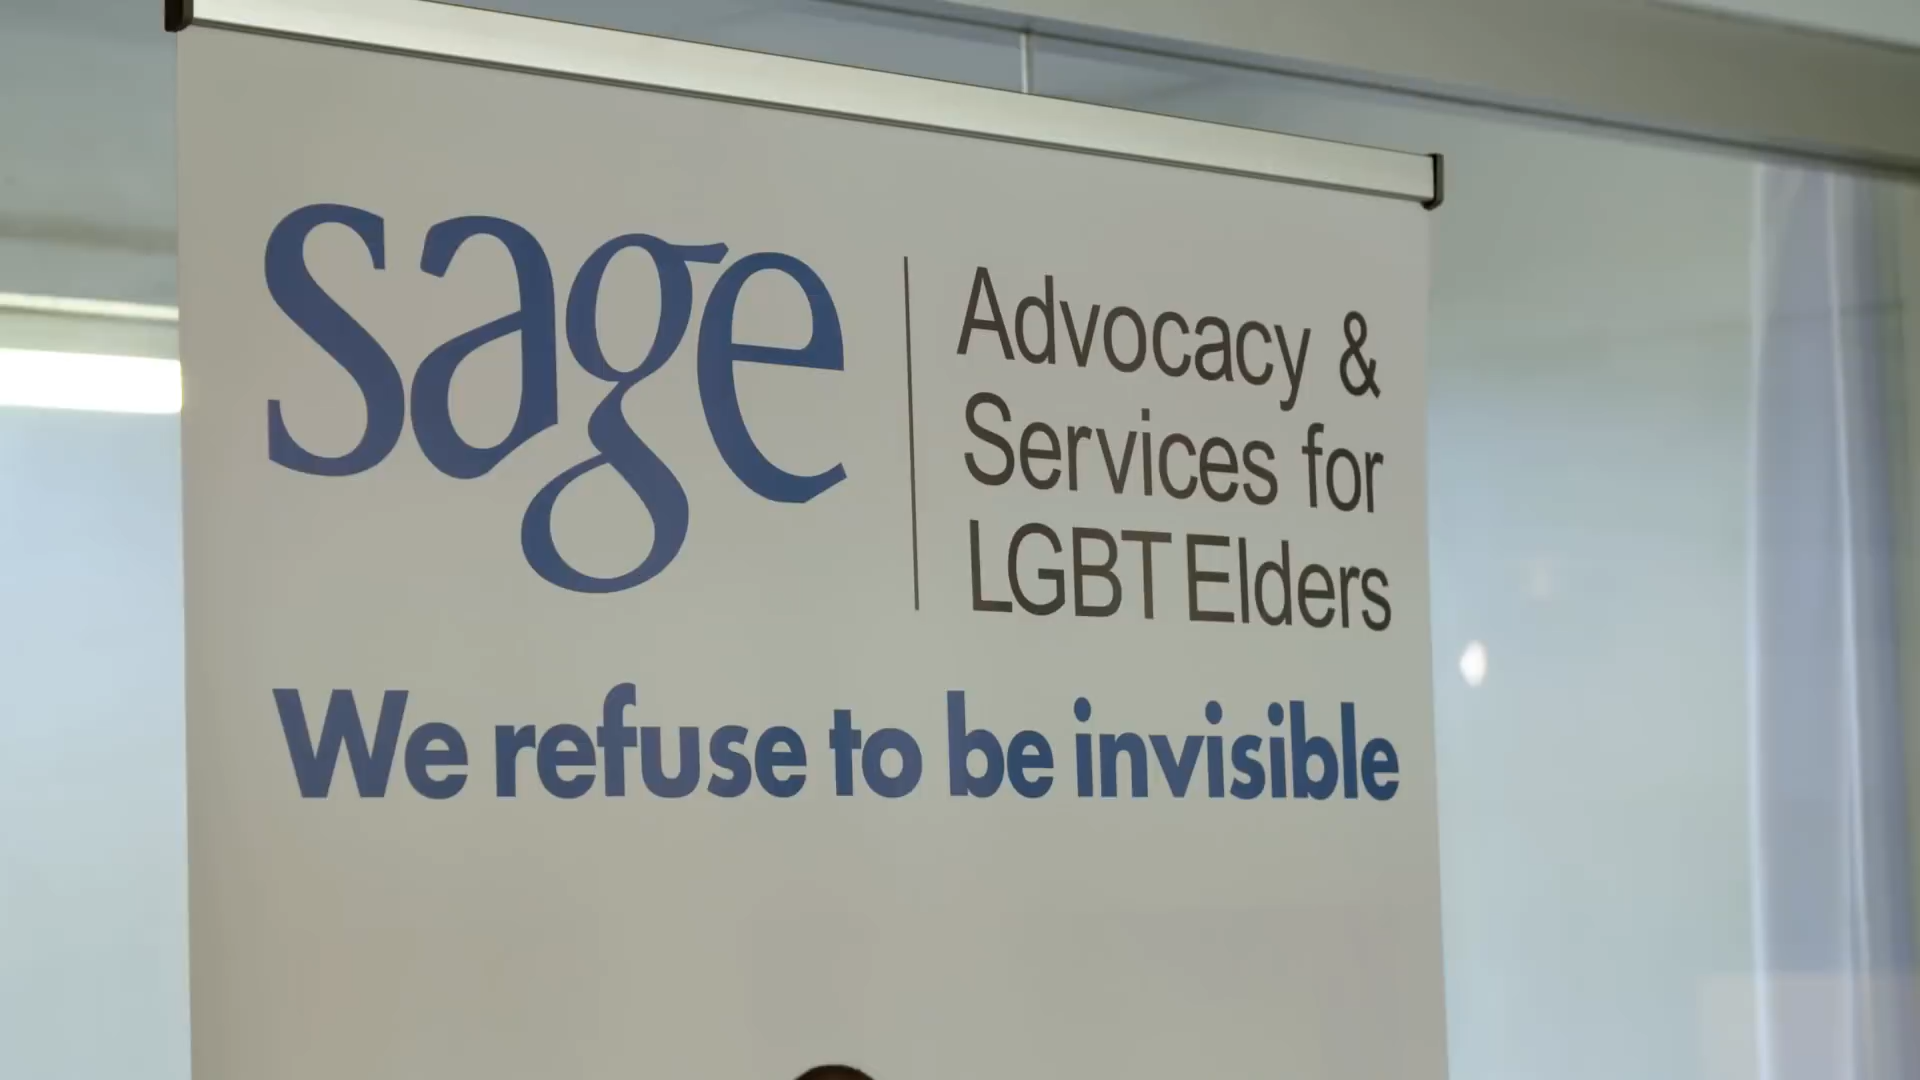 sage
Advocacy &
Services for
LGBT Elders
We refuse to be invisible